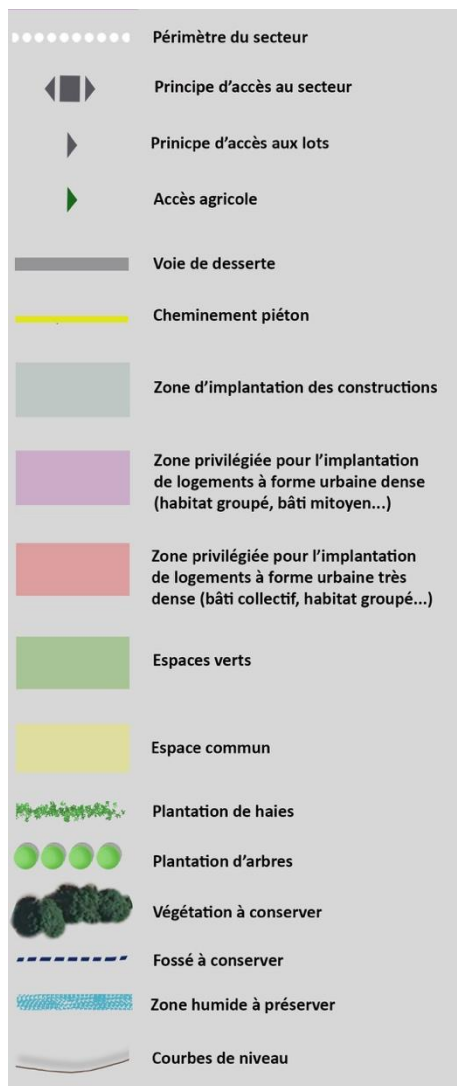 Périmètre du secteur
Principe d'accès au secteur
Prinicpe d'accès aux lots
Accès agricole
Voie de desserte
Cheminement piéton
Zone d'implantation des constructions
Zone privilégiée pour l'implantation
de logements à forme urbaine dense
(habitat groupé, bâti mitoyen...)
Zone privilégiée pour l'implantation
de logements à forme urbaine très
dense (bâti collectif, habitat groupé...)
Espaces verts
Espace commun
Plantation de haies
Plantation d'arbres
Végétation à conserver
Fossé à conserver
Zone humide à préserver
Courbes de niveau